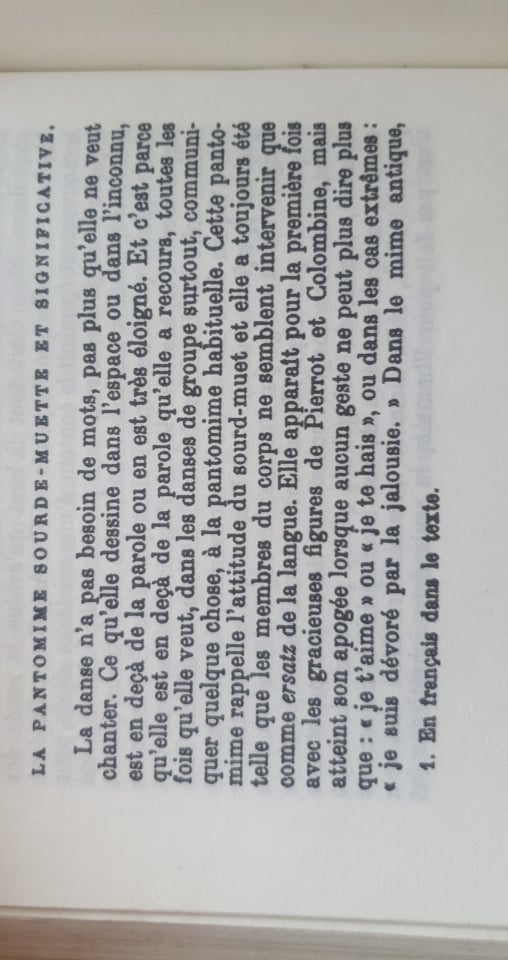 LA PANTOMIME SOURDE-MUETTE ET SIGNIFICATIVE.
La danse n'a pas besoin de mots, pas plus qu'elle ne veut
chanter. Ce qu'elle dessine dans l'espace ou dans l'inconnu,
est en deçà de la parole ou en est très éloigné. Et c'est parce
qu'elle est en deçà de la parole qu'elle a recours, toutes les
fois qu'elle veut, dans les danses de groupe surtout, communi-
quer quelque chose, à la pantomime habituelle. Cette panto-
mime rappelle l'attitude du sourd-muet et elle a toujours été
telle que les membres du corps ne semblent intervenir que
comme ersatz de la langue. Elle apparaît pour la première fois
avec les gracieuses figures de Pierrot et Colombine, mais
atteint son apogée lorsque aucun geste ne peut plus dire plus
que : « je t'aime » ou « je te hais », ou dans les cas extrêmes :
« je suis dévoré par la jalousie. » Dans le mime antique,
1. En français dans le texte.